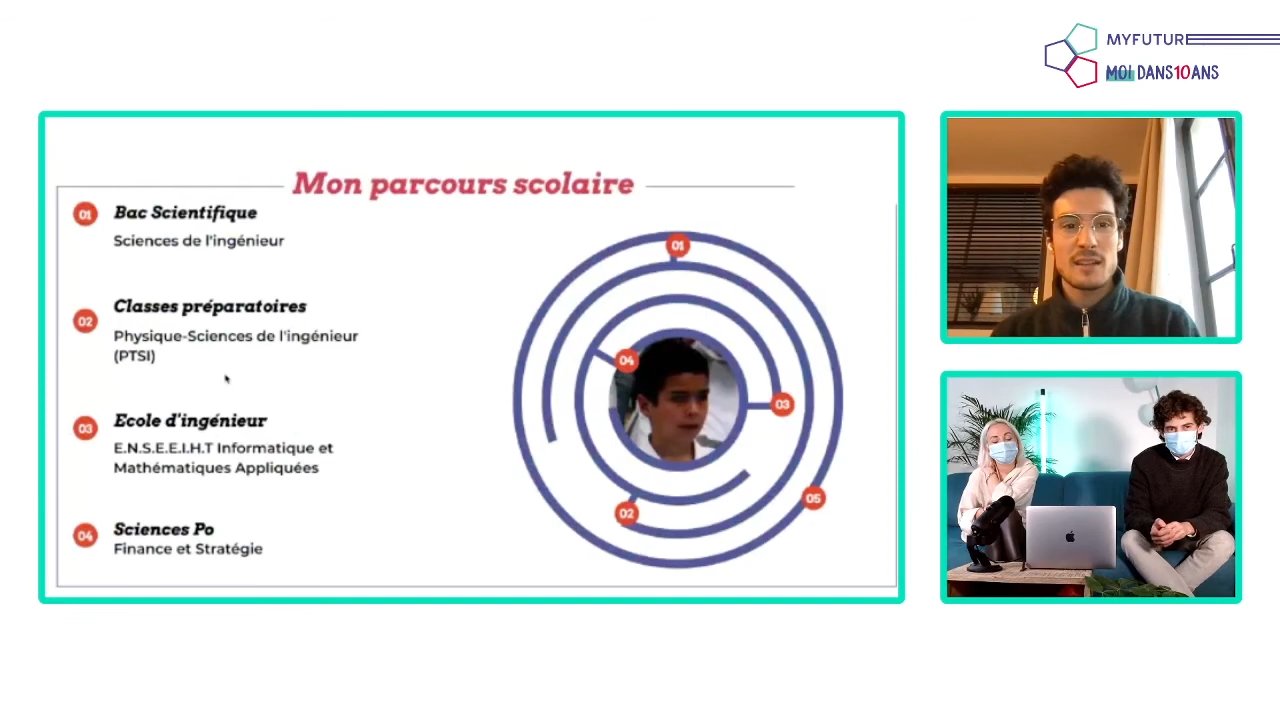 MYFUTUR
MOI DANS10ANS
Mon parcours scolaire
01 Bac Scientifique
Sciences de l'ingénieur
02 Classes préparatoires
Physique-Sciences de l'ingénieur
(PTSI)
03 Ecole d'ingénieur
E.N.S.E.E.I.H.T Informatique et
Mathématiques Appliquées
04 Sciences Po
Finance et Stratégie
01
04
03
05
02